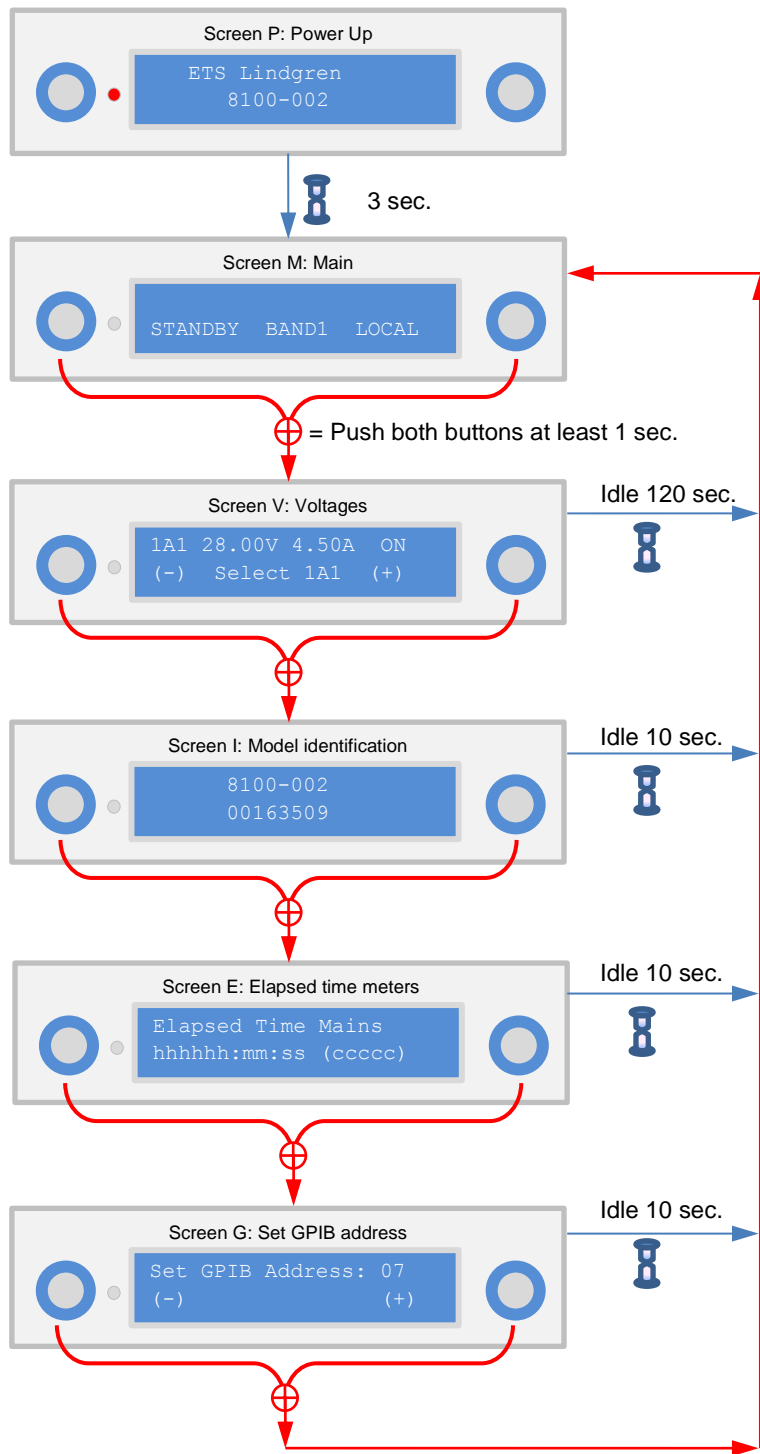 Screen P: Power Up
ETS Lindgren
8100-002
3 sec.
Screen M: Main
STANDBY BAND1 LOCAL
= Push both buttons at least 1 sec.
Screen V: Voltages
Idle 120 sec.
1A1 28.00V 4.50A ON
(-) Select 1A1 (+)
Screen I: Model identification
Idle 10 sec.
8100-002
00163509
Screen E: Elapsed time meters
Idle 10 sec.
Elapsed Time Mains
hhhhhh:mm:ss (ccccc)
Screen G: Set GPIB address
Idle 10 sec.
Set GPIB Address: 07
(-) (+)